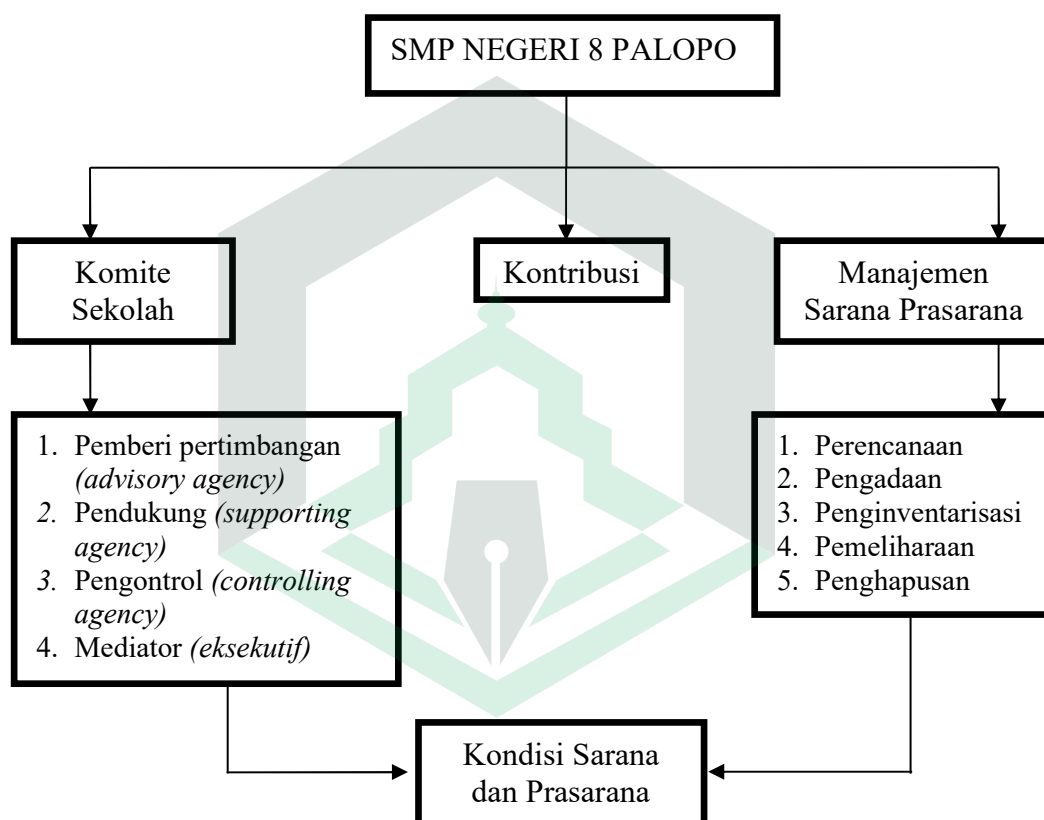 SMP NEGERI 8 PALOPO
Komite
Sekolah
Kontribusi
Manajemen
Sarana Prasarana
1. Pemberi pertimbangan
(advisory agency)
2. Pendukung (supporting
agency)
3. Pengontrol (controlling
agency)
4. Mediator (eksekutif)
1. Perencanaan
2. Pengadaan
3. Penginventarisasi
4. Pemeliharaan
5. Penghapusan
Kondisi Sarana
dan Prasarana